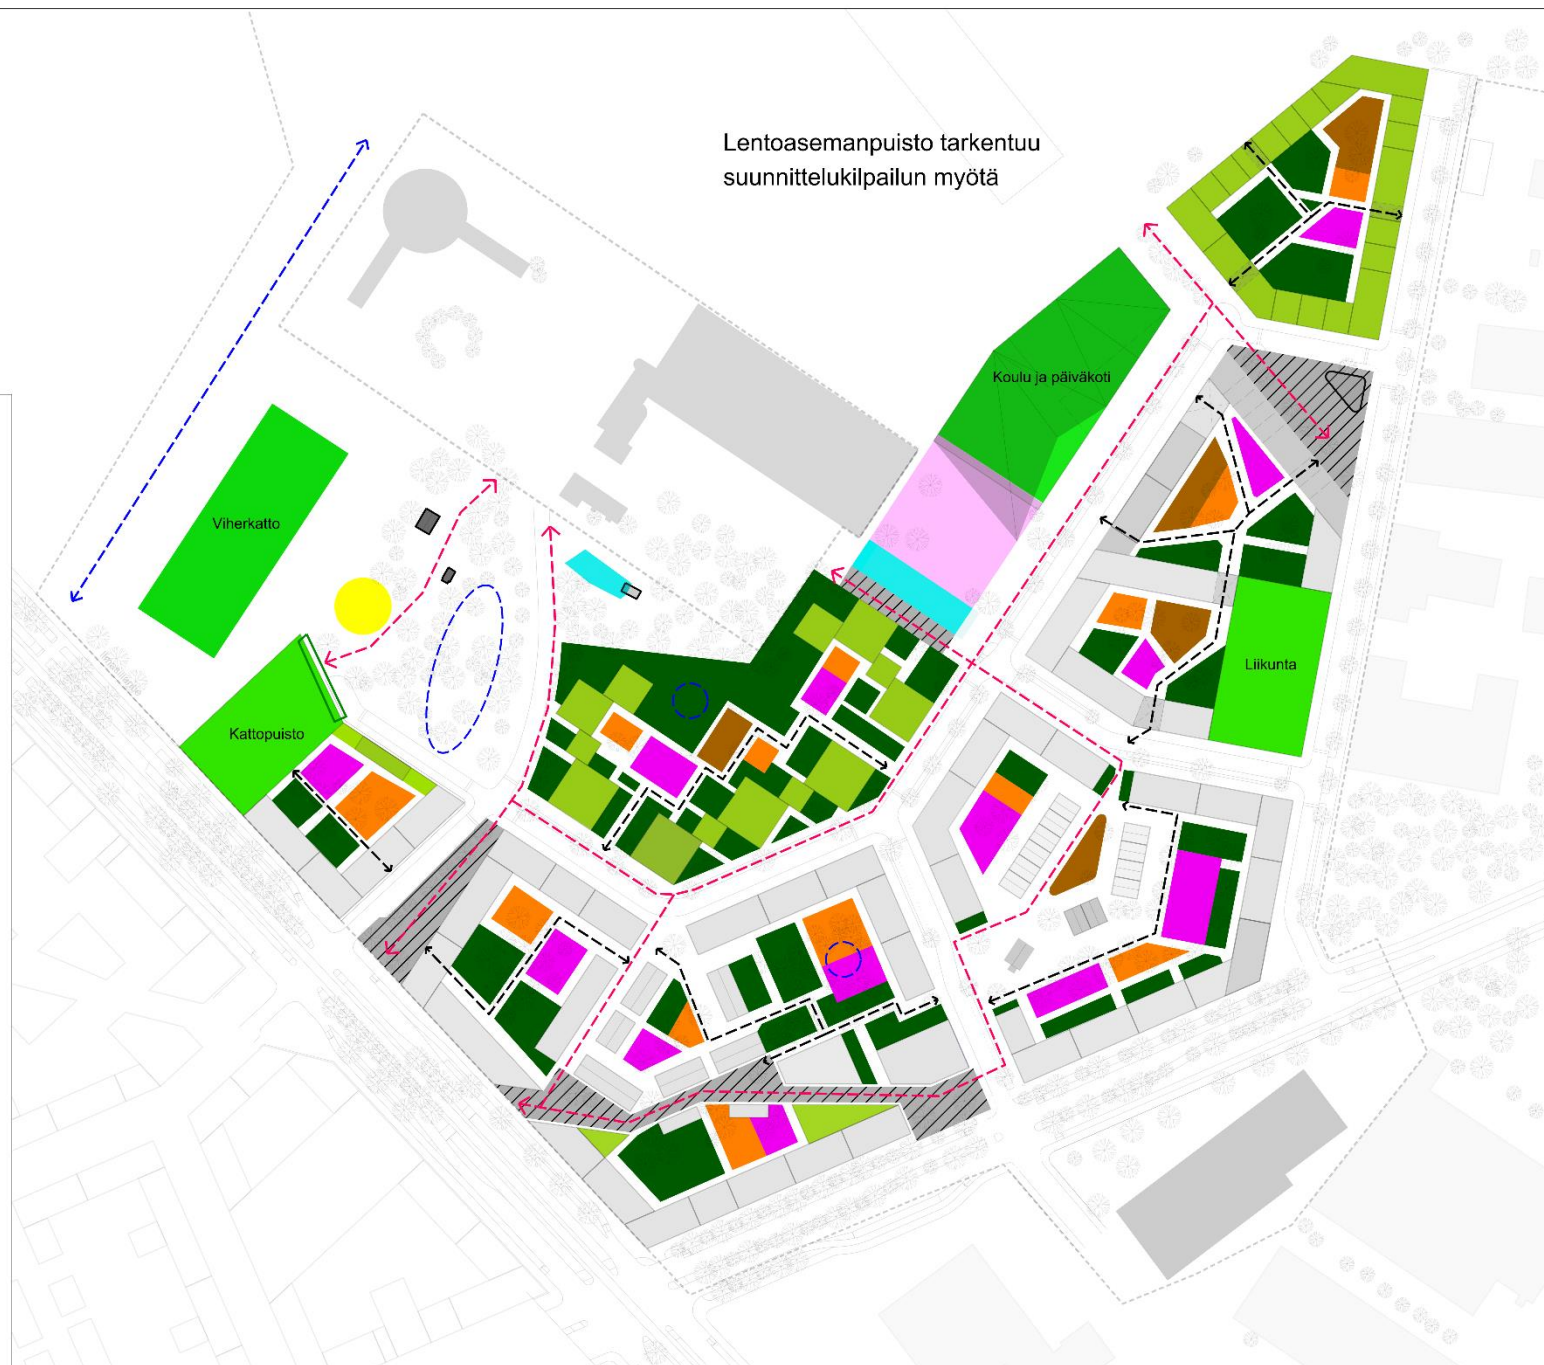 Lentoasemanpuisto tarkentuu
suunnittelukilpailun myötä
Koulu ja päiväkoti
Viherkatto
Liikunta
Kattopuisto